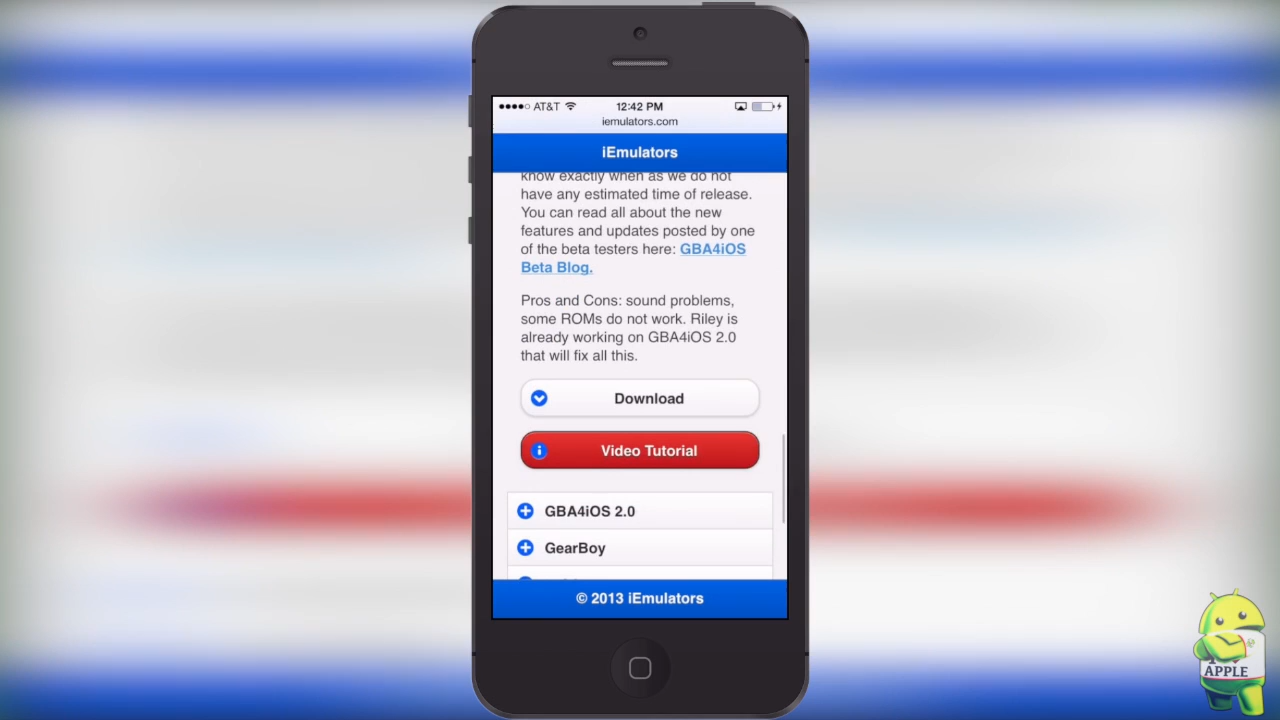 AT&T 12:42 PM
iemulators.com
iEmulators
know exactly when as we do not
have any estimated time of release.
You can read all about the new
features and updates posted by one
of the beta testers here: GBA4iOS
Beta Blog.
Pros and Cons: sound problems,
some ROMs do not work. Riley is
already working on GBA4iOS 2.0
that will fix all this.
Download
Video Tutorial
GBA4iOS 2.0
GearBoy
© 2013 iEmulators
APPLE